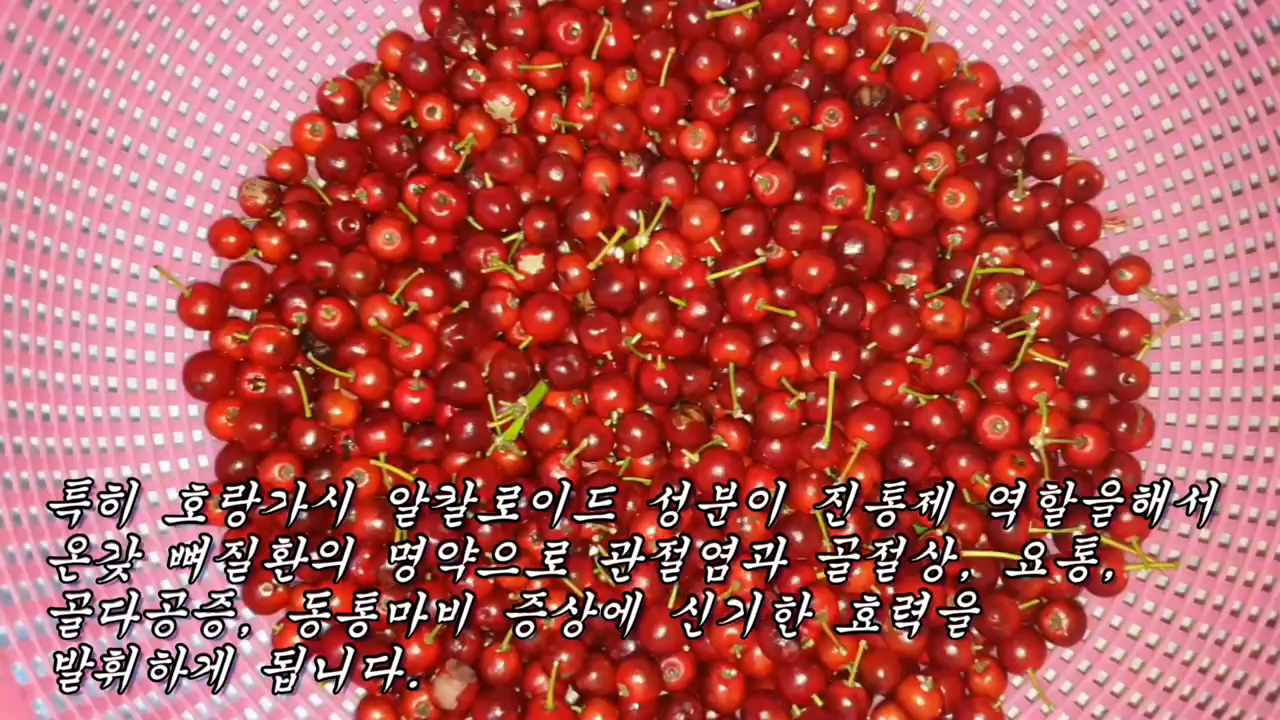 특히 호랑가시 알칼로이드 성분이 진통제 역할을해서
온갖 뼈질환의 명약으로 관절염과 골절상, 요통,
골다공증, 동통마비 증상에 신기한 효력을
발휘하게 됩니다.